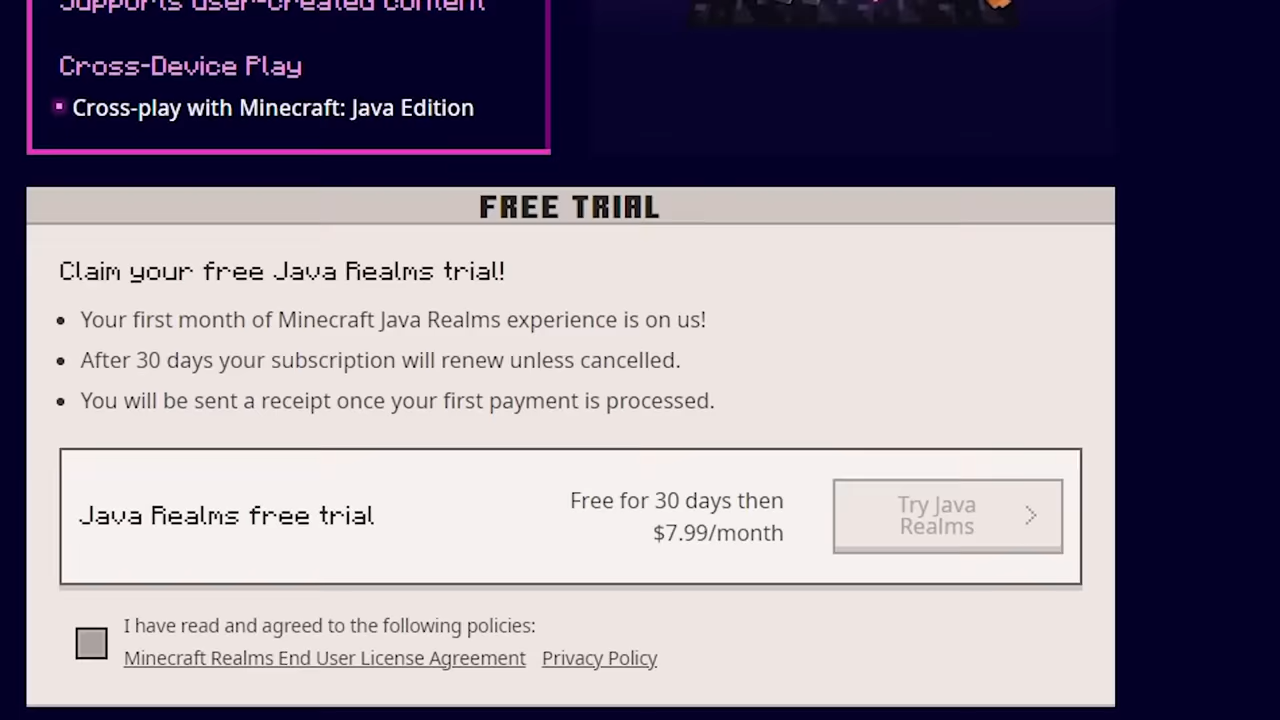 Supports user-created content
Cross-Device Play
Cross-play with Minecraft: Java Edition
FREE TRIAL
Claim your free Java Realms trial!
• Your first month of Minecraft Java Realms experience is on us!
• After 30 days your subscription will renew unless cancelled.
• You will be sent a receipt once your first payment is processed.
Java Realms free trial
Free for 30 days then
$7.99/month
Try Java
Realms
I have read and agreed to the following policies:
Minecraft Realms End User License Agreement Privacy Policy